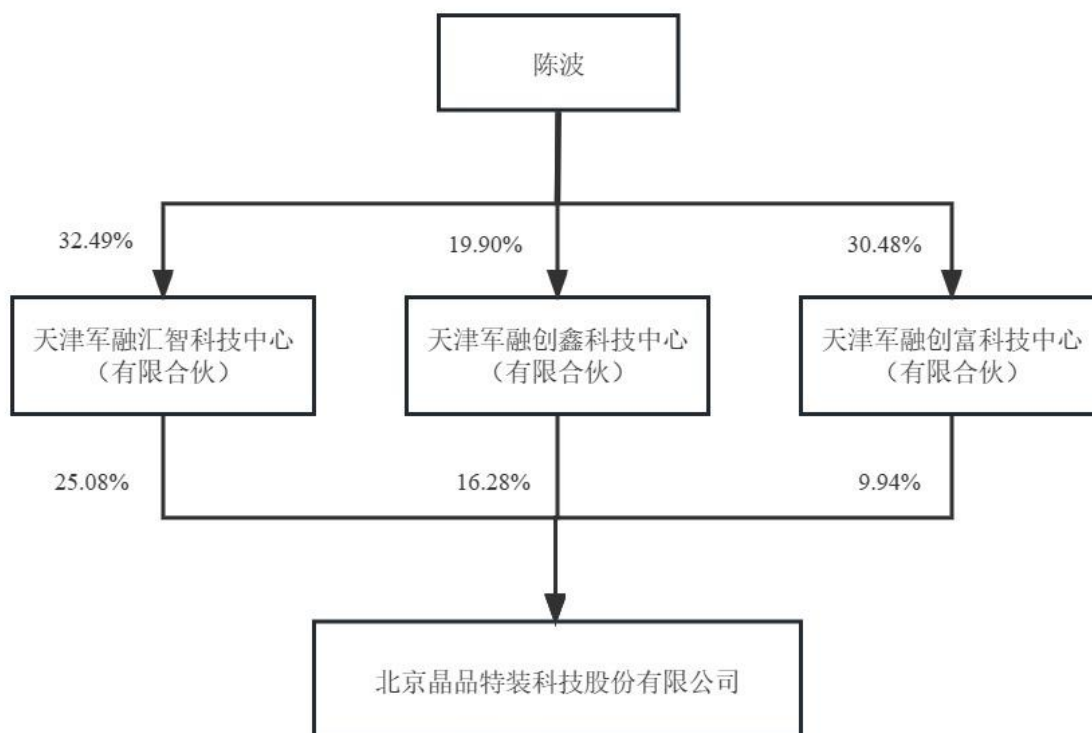 陈波
32.49%
19.90%
30.48%
天津军融汇智科技中心
（有限合伙）
天津军融创鑫科技中心
（有限合伙）
天津军融创富科技中心
（有限合伙）
25.08%
16.28%
9.94%
北京晶品特装科技股份有限公司